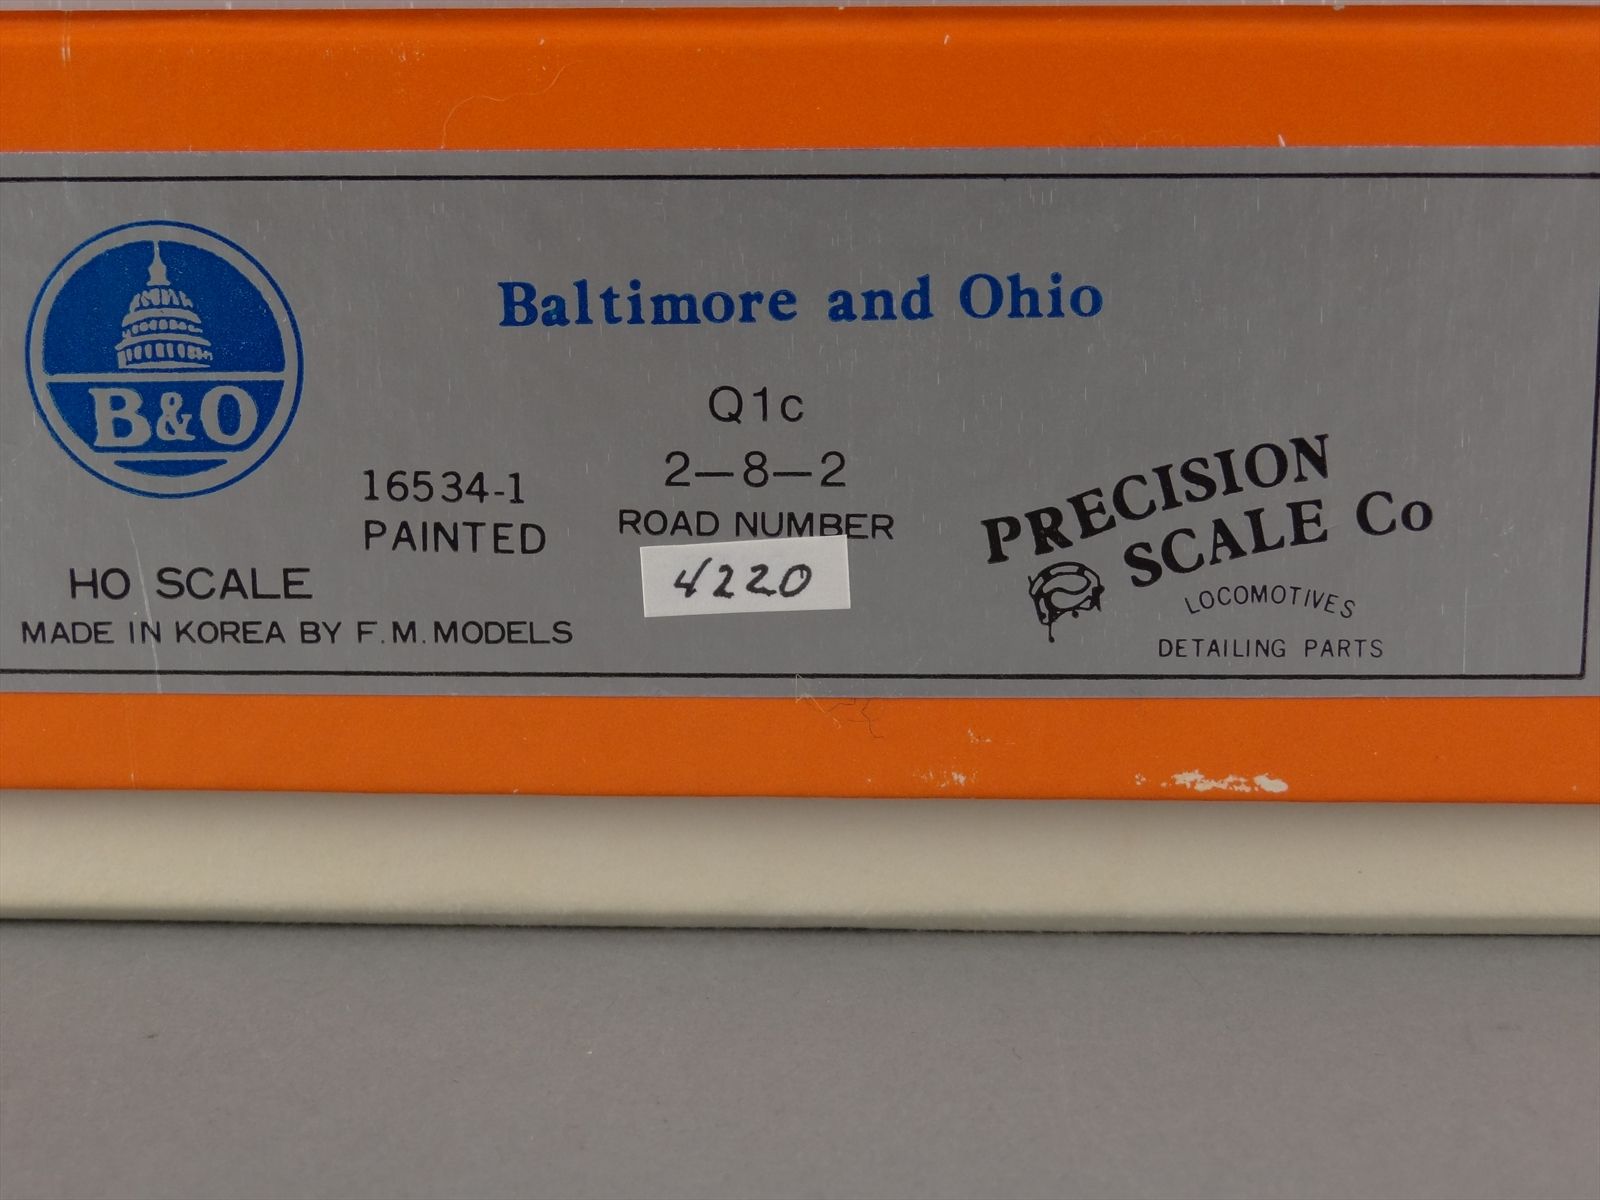 B&O
Baltimore and Ohio
Q1c
2-8-2
16534-1
PAINTED
ROAD NUMBER
4220
HO SCALE
MADE IN KOREA BY F.M.MODELS
PRECISION
SCALE Co
LOCOMOTIVES
DETAILING PARTS